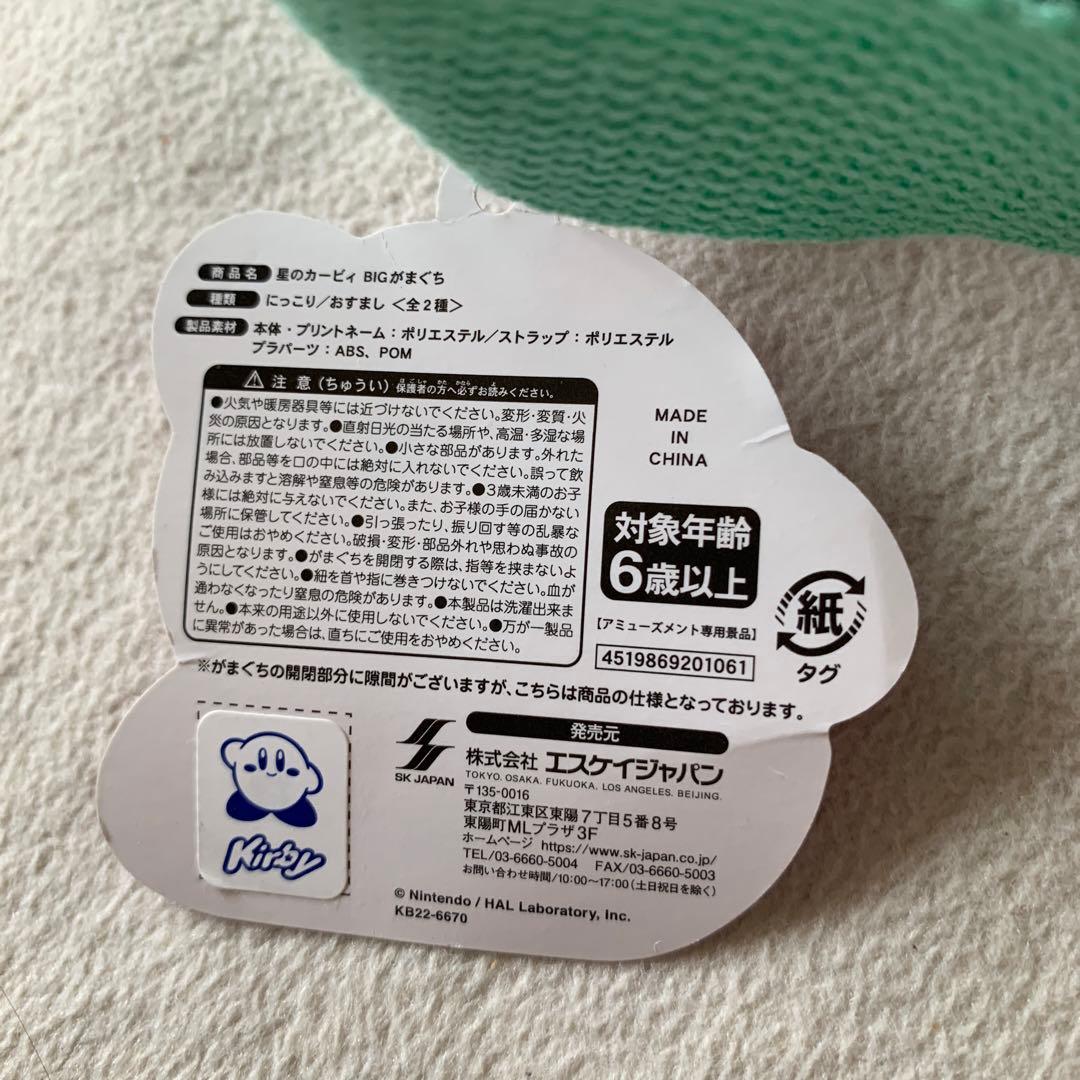 商品名 星のカービィ BIGがまぐち
種類 にっこり／おすまし ＜全2種＞
製品素材 本体・プリントネーム：ポリエステル／ストラップ：ポリエステル
プラパーツ：ABS、POM
⚠ 注意（ちゅうい） 保護者の方へ必ずお読みください。
●火気や暖房器具等には近づけないでください。変形・変質・火
災の原因となります。●直射日光の当たる場所や、高温・多湿な場
所には放置しないでください。●小さな部品があります。外れた
場合、部品等を口の中には絶対に入れないでください。誤って飲
み込みますと溶解や窒息等の危険があります。●3歳未満のお子
様には絶対に与えないでください。また、お子様の手の届かない
場所に保管してください。●引っ張ったり、振り回す等の乱暴な
ご使用はおやめください。破損・変形・部品外れや思わぬ事故の
原因となります。●がまぐちを開閉する際は、指等を挟まないよ
うにしてください。●紐を首や指に巻きつけないでください。血が
通わなくなったり窒息の危険があります。●本製品は洗濯出来ま
せん。●本来の用途以外に使用しないでください。●万が一製品
に異常があった場合は、直ちにご使用をおやめください。
MADE
IN
CHINA
対象年齢
6歳以上
【アミューズメント専用景品】
4519869201061
紙
タグ
※がまぐちの開閉部分に隙間がございますが、こちらは商品の仕様となっております。
Kirby
SK JAPAN
発売元
株式会社 エスケイジャパン
TOKYO. OSAKA. FUKUOKA. LOS ANGELES. BEIJING.
〒135-0016
東京都江東区東陽7丁目5番8号
東陽町MLプラザ3F
ホームページ https://www.sk-japan.co.jp/
TEL/03-6660-5004 FAX/03-6660-5003
お問い合わせ時間/10:00〜17:00（土日祝日を除く）
© Nintendo / HAL Laboratory, Inc.
KB22-6670